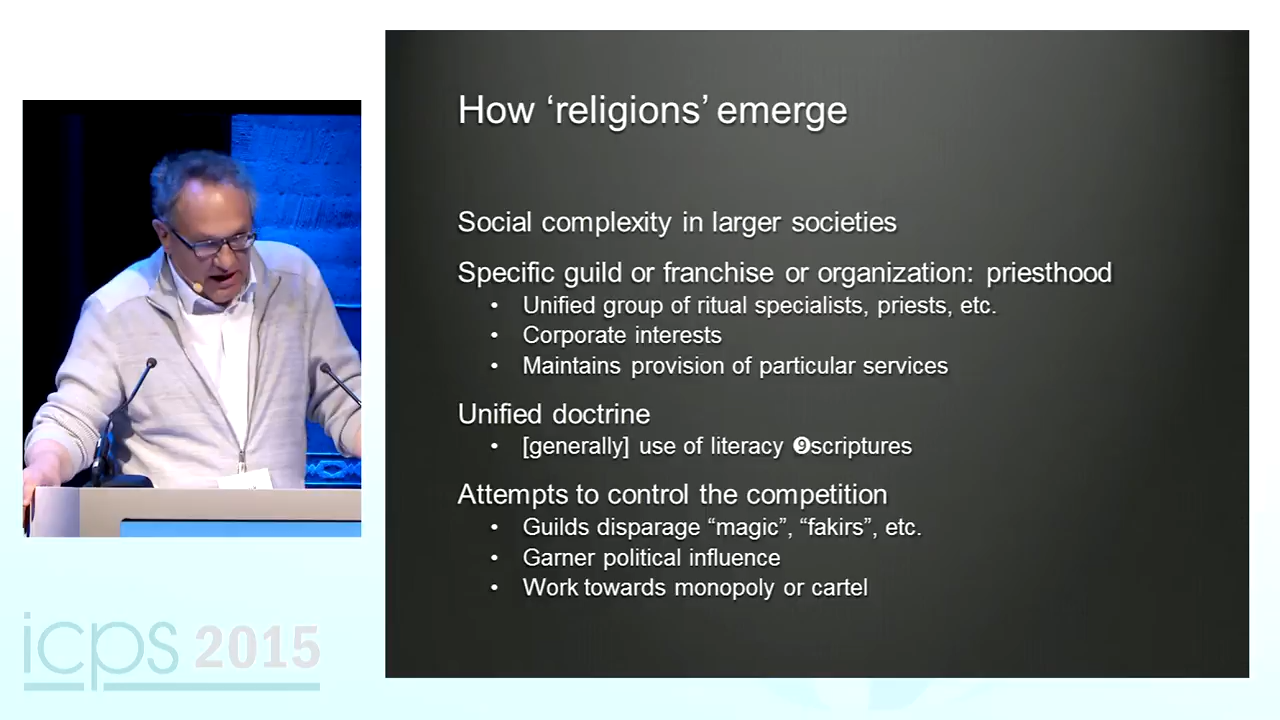 How ‘religions’ emerge
Social complexity in larger societies
Specific guild or franchise or organization: priesthood
• Unified group of ritual specialists, priests, etc.
• Corporate interests
• Maintains provision of particular services
Unified doctrine
• [generally] use of literacy ❾scriptures
Attempts to control the competition
• Guilds disparage “magic”, “fakirs”, etc.
• Garner political influence
• Work towards monopoly or cartel
icps 2015